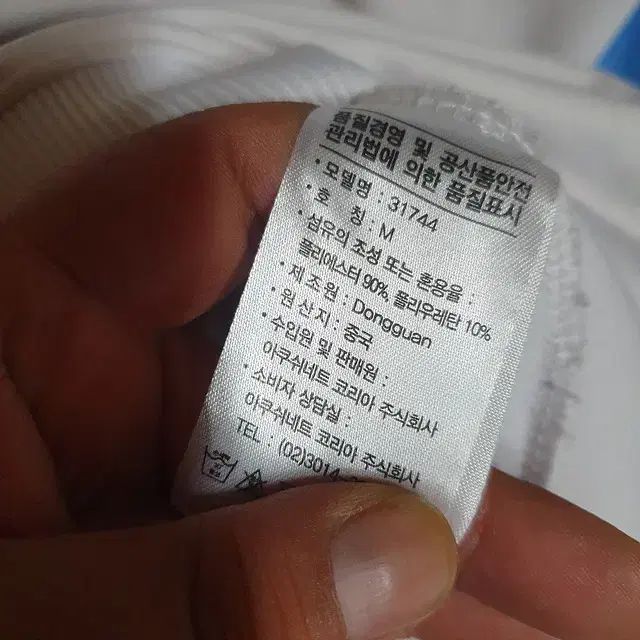 품질경영 및 공산품안전
관리법에 의한 품질표시
• 모델명 : 31744
• 호 칭 : M
• 섬유의 조성 또는 혼용율 :
폴리에스터 90%, 폴리우레탄 10%
• 제 조 원 : Dongguan
• 원 산 지 : 중국
• 수입원 및 판매원 :
아쿠쉬네트 코리아 주식회사
• 소비자 상담실 :
아쿠쉬네트 코리아 주식회사
TEL : (02)3014-